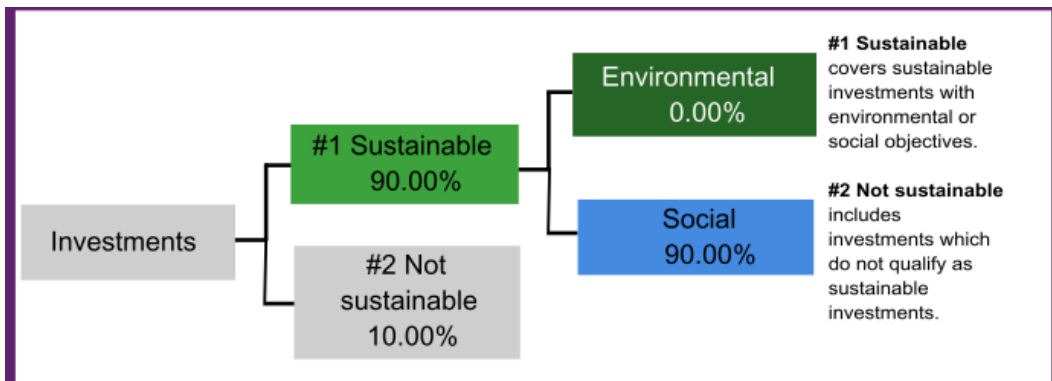 Investments
#1 Sustainable
90.00%
#2 Not
sustainable
10.00%
Environmental
0.00%
Social
90.00%
#1 Sustainable
covers sustainable
investments with
environmental or
social objectives.
#2 Not sustainable
includes
investments which
do not qualify as
sustainable
investments.